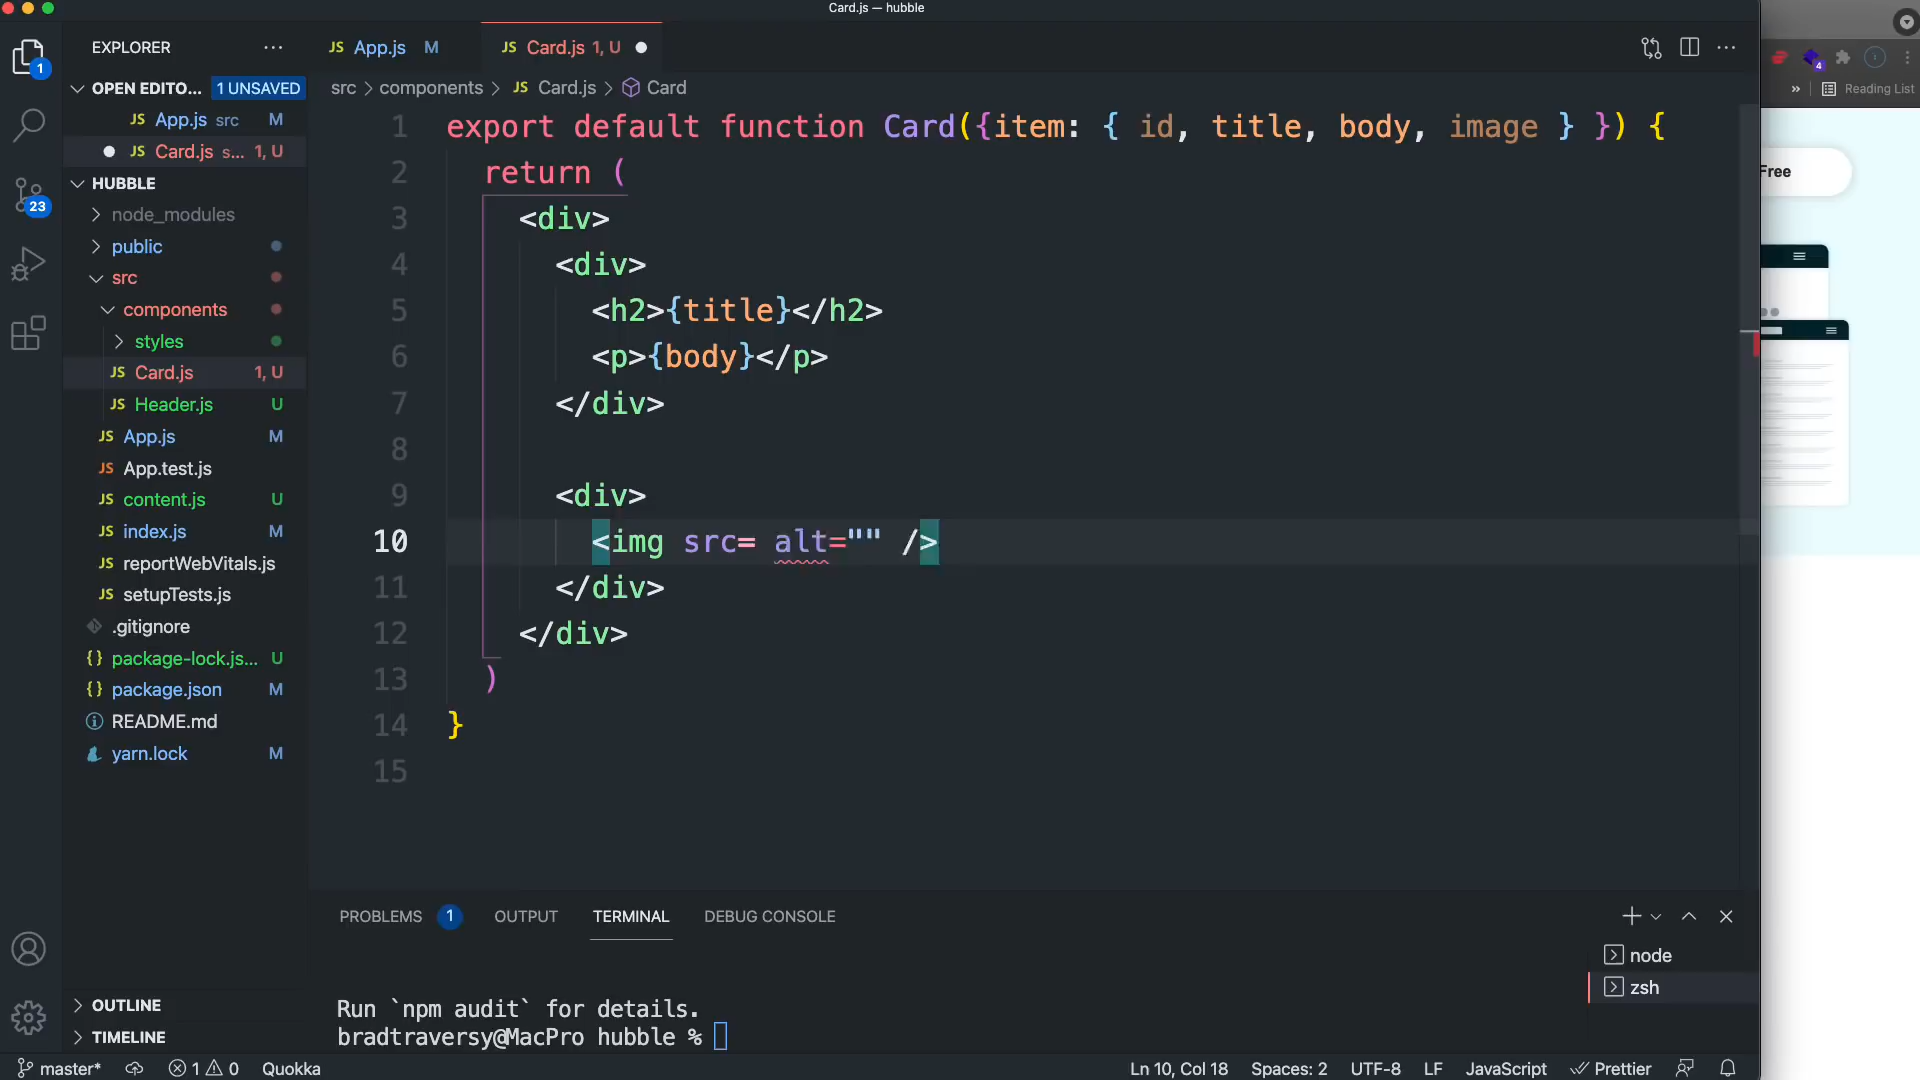 Card.js — hubble
EXPLORER
JS App.js M
JS Card.js 1, U
OPEN EDITO... 1 UNSAVED
JS App.js src M
JS Card.js s... 1, U
HUBBLE
node_modules
public
src
components
styles
JS Card.js 1, U
JS Header.js U
JS App.js M
JS App.test.js
JS content.js U
JS index.js M
JS reportWebVitals.js
JS setupTests.js
.gitignore
{} package-lock.js... U
{} package.json M
README.md
yarn.lock M
OUTLINE
TIMELINE
1
23
src > components > JS Card.js > Card
1 export default function Card({item: { id, title, body, image } }) {
2 return (
3 <div>
4 <div>
5 <h2>{title}</h2>
6 <p>{body}</p>
7 </div>
8
9 <div>
10 <img src= alt="" />
11 </div>
12 </div>
13 )
14 }
15
PROBLEMS 1 OUTPUT TERMINAL DEBUG CONSOLE
node
zsh
Run `npm audit` for details.
bradtraversy@MacPro hubble %
master* 1 0 Quokka
Ln 10, Col 18 Spaces: 2 UTF-8 LF JavaScript Prettier
4
» Reading List
Free